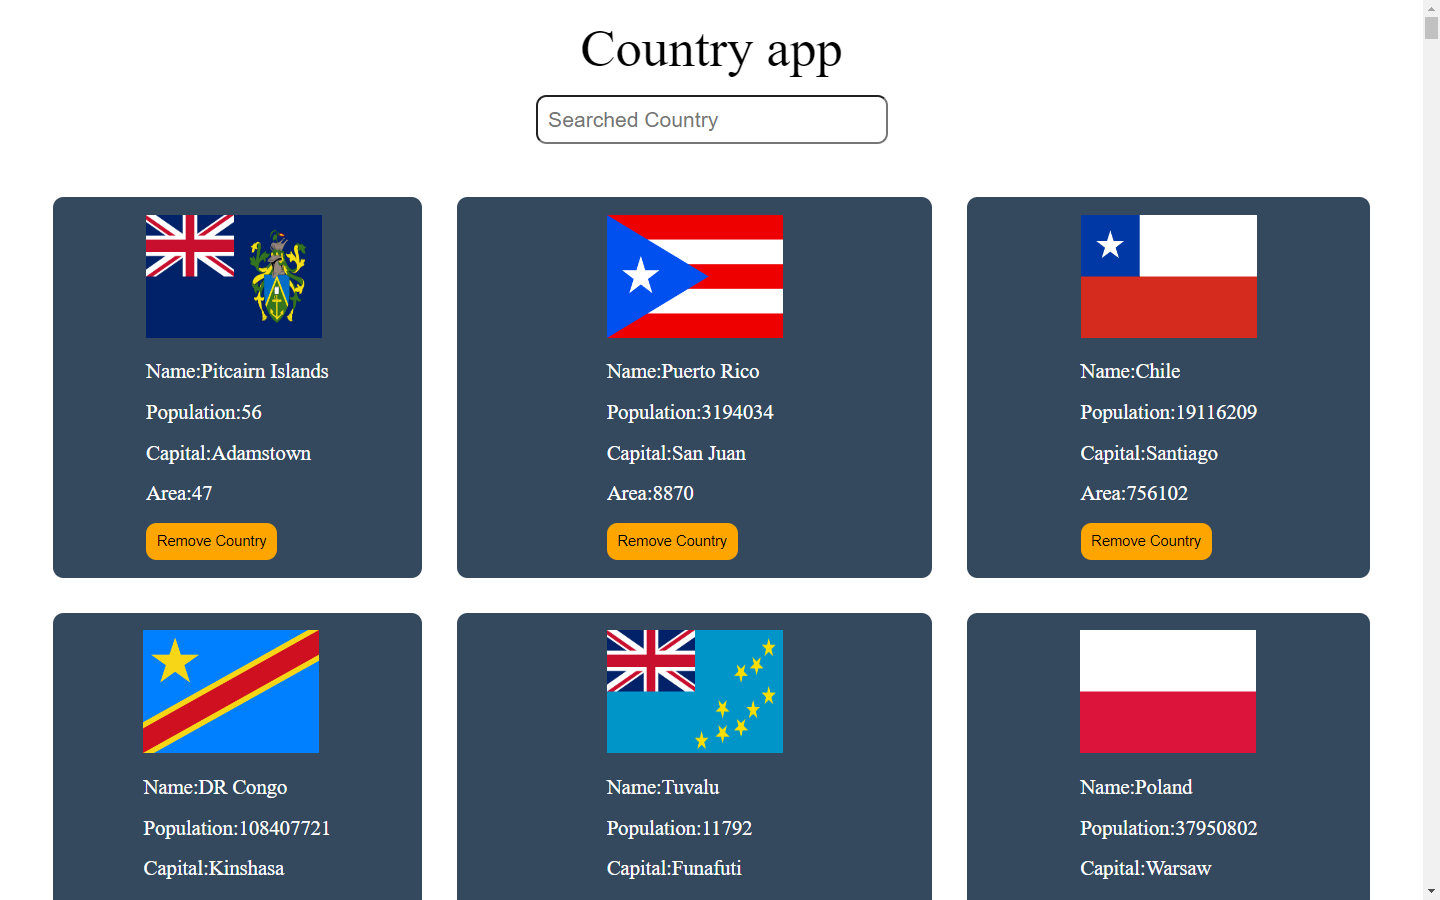 Country app
Searched Country
Name:Pitcairn Islands
Population:56
Capital:Adamstown
Area:47
Remove Country
Name:Puerto Rico
Population:3194034
Capital:San Juan
Area:8870
Remove Country
Name:Chile
Population:19116209
Capital:Santiago
Area:756102
Remove Country
Name:DR Congo
Population:108407721
Capital:Kinshasa
Name:Tuvalu
Population:11792
Capital:Funafuti
Name:Poland
Population:37950802
Capital:Warsaw